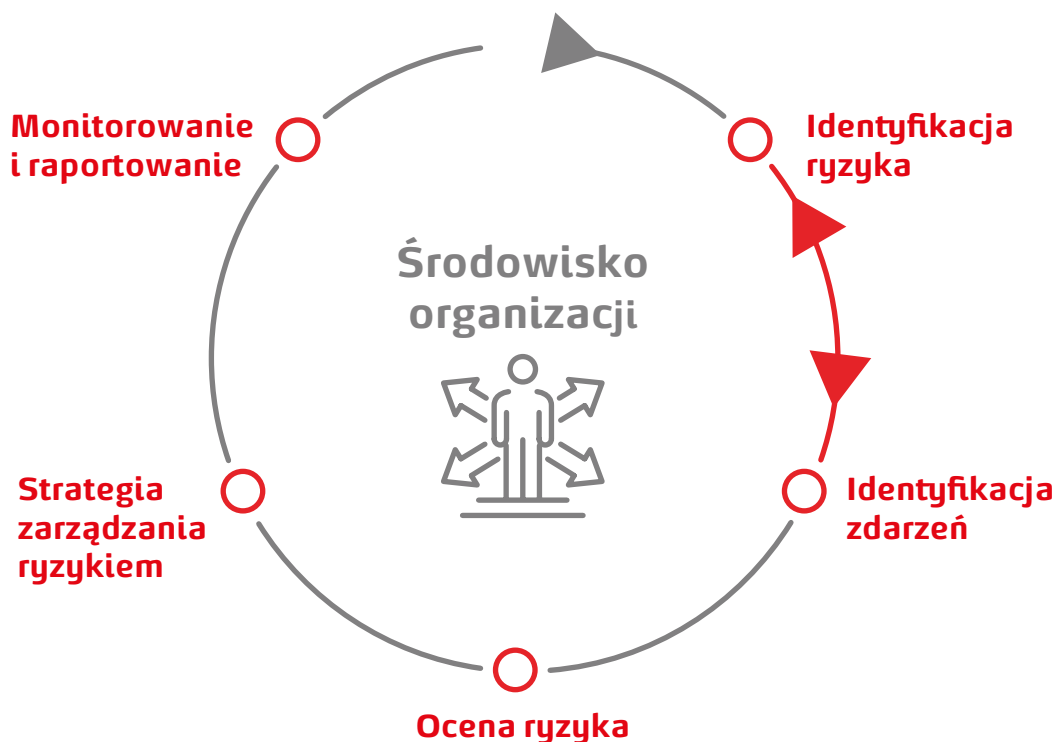 Monitorowanie
i raportowanie
Identyfikacja
ryzyka
Środowisko
organizacji
Strategia
zarządzania
ryzykiem
Identyfikacja
zdarzeń
Ocena ryzyka